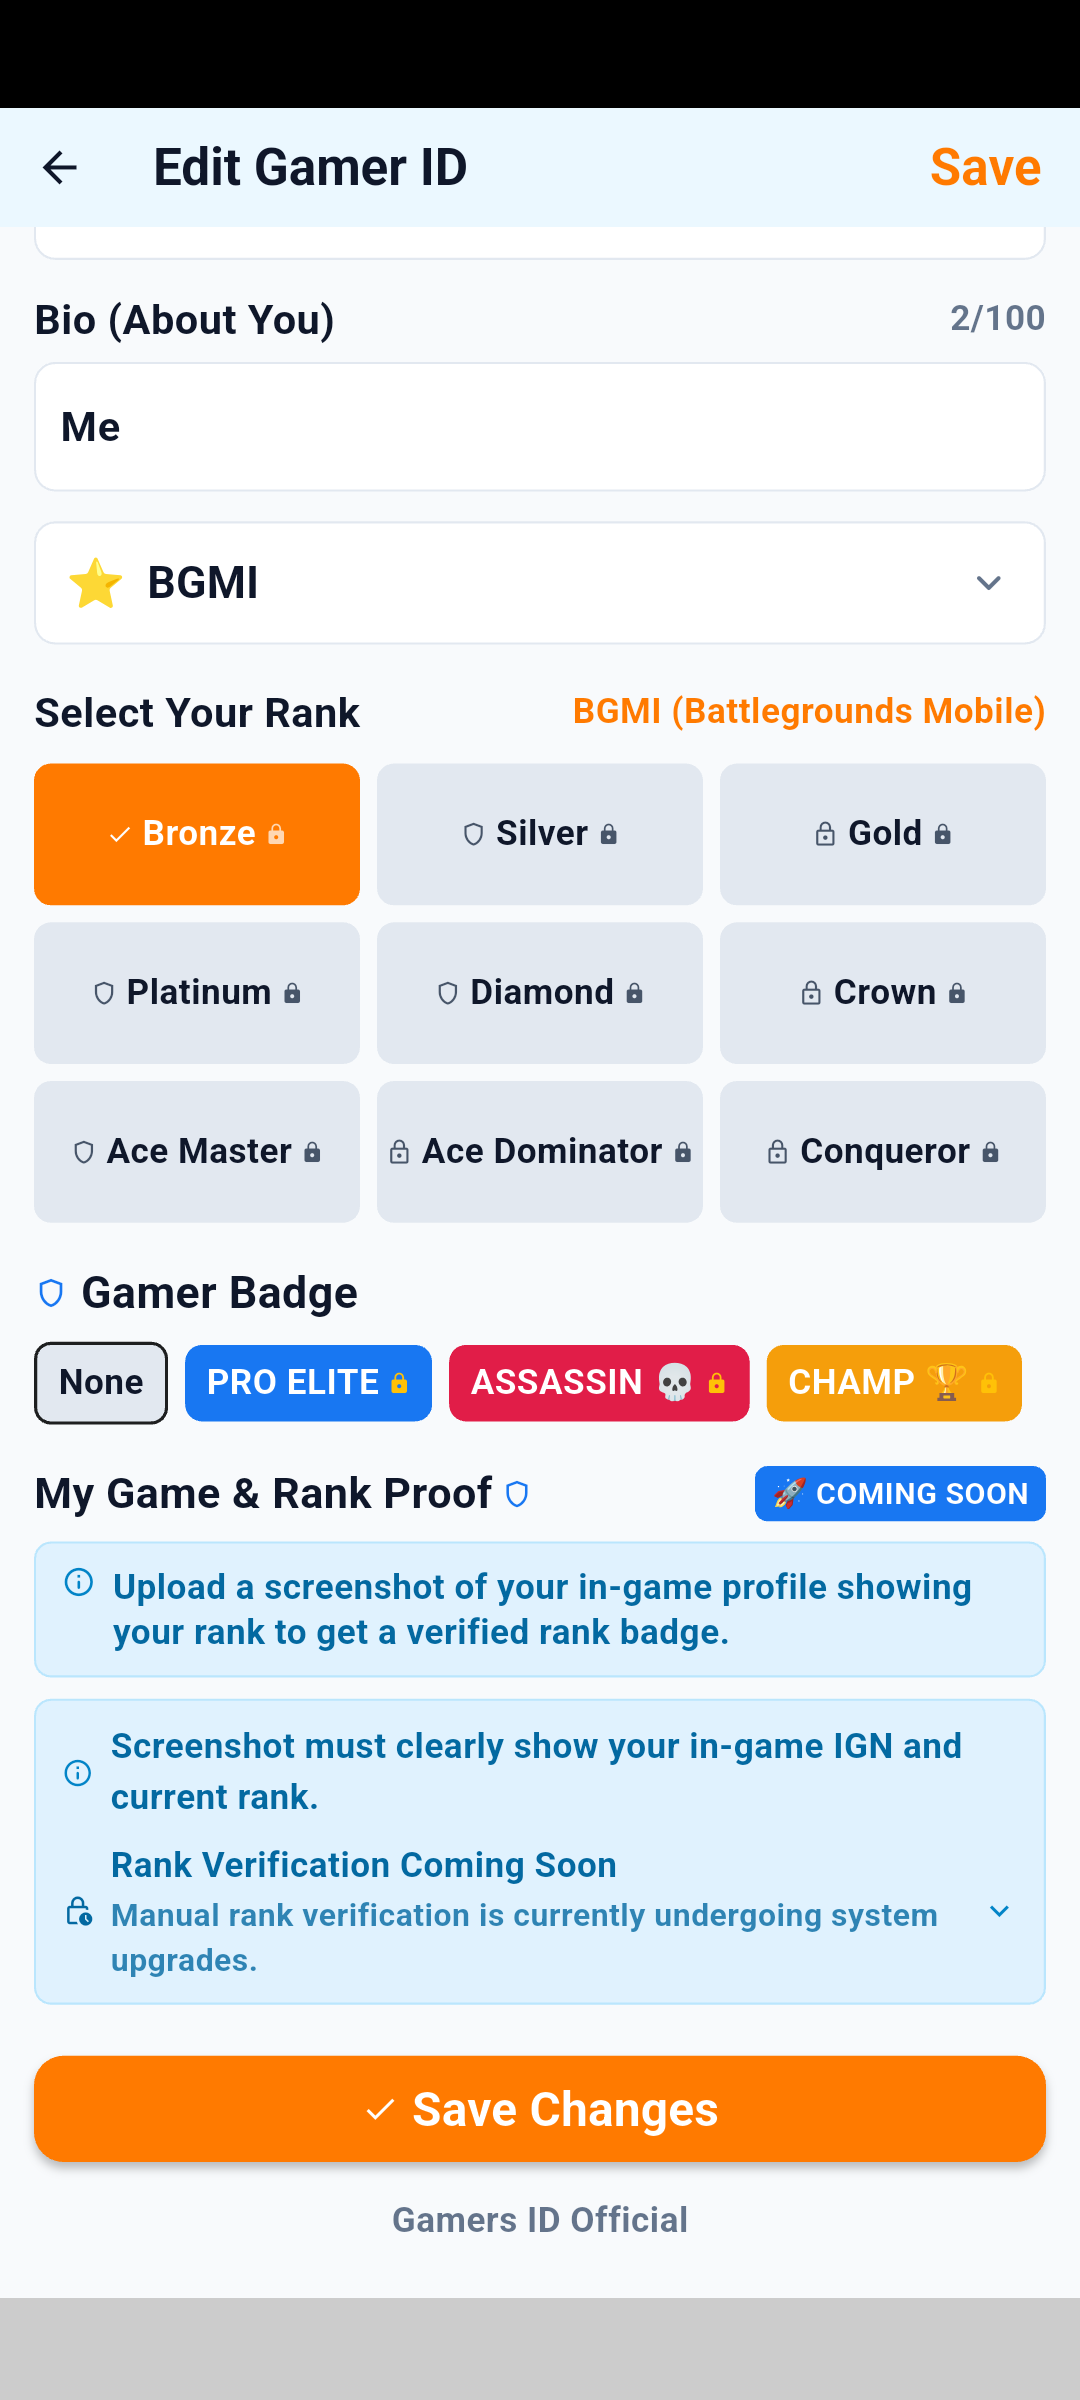 Edit Gamer ID
Save
Bio (About You)
2/100
Me
⭐ BGMI
Select Your Rank
BGMI (Battlegrounds Mobile)
Bronze
Silver
Gold
Platinum
Diamond
Crown
Ace Master
Ace Dominator
Conqueror
Gamer Badge
None
PRO ELITE
ASSASSIN 💀
CHAMP 🏆
My Game & Rank Proof
🚀 COMING SOON
Upload a screenshot of your in-game profile showing
your rank to get a verified rank badge.
Screenshot must clearly show your in-game IGN and
current rank.
Rank Verification Coming Soon
Manual rank verification is currently undergoing system
upgrades.
Save Changes
Gamers ID Official